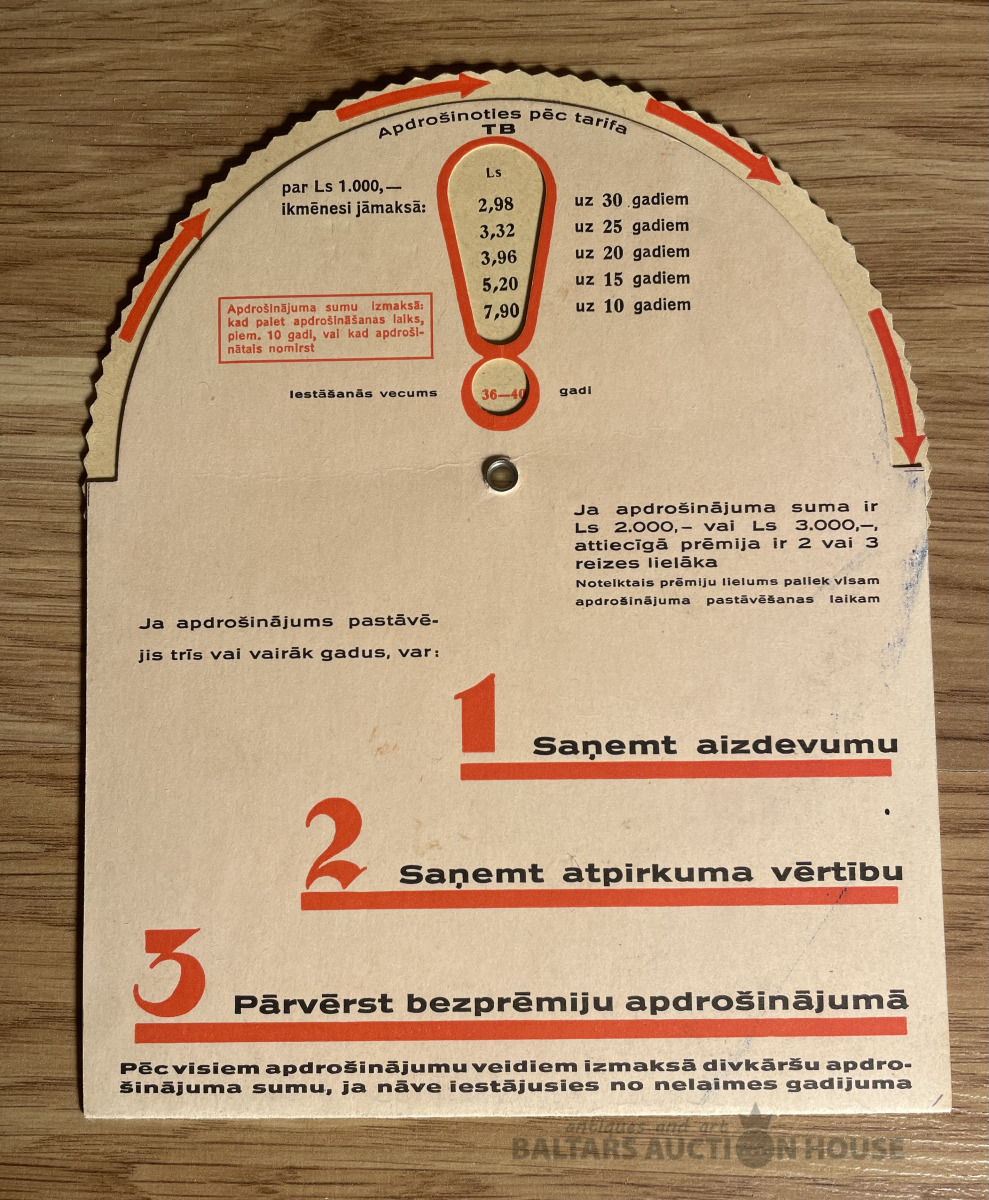 Apdrošinoties pēc tarifa
TB
par Ls 1.000,—
ikmēnesi jāmaksā:
Ls
2,98 uz 30 gadiem
3,32 uz 25 gadiem
3,96 uz 20 gadiem
5,20 uz 15 gadiem
7,90 uz 10 gadiem
Apdrošinājuma sumu izmaksā:
kad paiet apdrošināšanas laiks,
piem. 10 gadi, vai kad apdroši-
nātais nomirst
Iestāšanās vecums 36—40 gadi
Ja apdrošinājuma suma ir
Ls 2.000,– vai Ls 3.000,–,
attiecīgā prēmija ir 2 vai 3
reizes lielāka
Noteiktais prēmiju lielums paliek visam
apdrošinājuma pastāvēšanas laikam
Ja apdrošinājums pastāvē-
jis trīs vai vairāk gadus, var:
1 Saņemt aizdevumu
2 Saņemt atpirkuma vērtību
3 Pārvērst bezprēmiju apdrošinājumā
Pēc visiem apdrošinājumu veidiem izmaksā divkāršu apdro-
šinājuma sumu, ja nāve iestājusies no nelaimes gadijuma
antiques and art
BALTARS AUCTION HOUSE